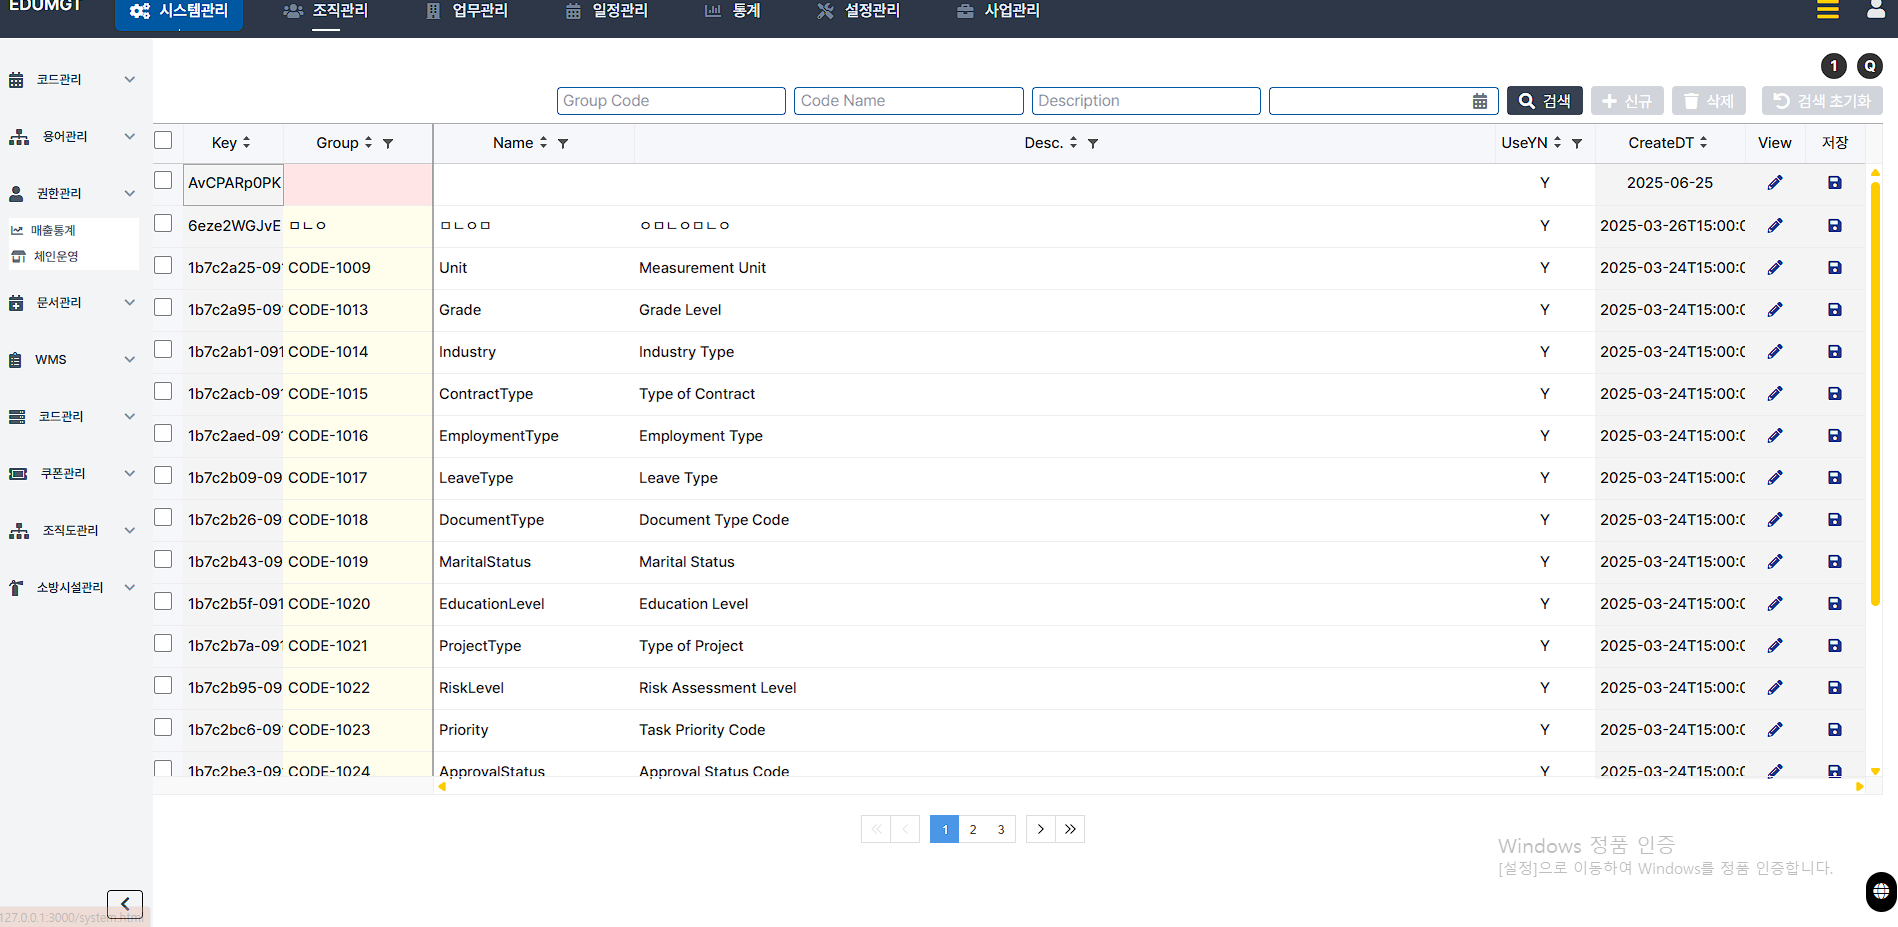 EDUMGT 시스템관리 조직관리 업무관리 일정관리 통계 설정관리 사업관리
1 Q
Group Code Code Name Description 검색 신규 삭제 검색 초기화
코드관리
용어관리
권한관리
매출통계
체인운영
문서관리
WMS
코드관리
쿠폰관리
조직도관리
소방시설관리
Key Group Name Desc. UseYN CreateDT View 저장
AvCPARp0PK Y 2025-06-25
6eze2WGJvE ㅁㄴㅇ ㅁㄴㅇㅁ ㅇㅁㄴㅇㅁㄴㅇ Y 2025-03-26T15:00:0
1b7c2a25-09 CODE-1009 Unit Measurement Unit Y 2025-03-24T15:00:0
1b7c2a95-09 CODE-1013 Grade Grade Level Y 2025-03-24T15:00:0
1b7c2ab1-091 CODE-1014 Industry Industry Type Y 2025-03-24T15:00:0
1b7c2acb-09 CODE-1015 ContractType Type of Contract Y 2025-03-24T15:00:0
1b7c2aed-09 CODE-1016 EmploymentType Employment Type Y 2025-03-24T15:00:0
1b7c2b09-09 CODE-1017 LeaveType Leave Type Y 2025-03-24T15:00:0
1b7c2b26-09 CODE-1018 DocumentType Document Type Code Y 2025-03-24T15:00:0
1b7c2b43-09 CODE-1019 MaritalStatus Marital Status Y 2025-03-24T15:00:0
1b7c2b5f-091 CODE-1020 EducationLevel Education Level Y 2025-03-24T15:00:0
1b7c2b7a-091 CODE-1021 ProjectType Type of Project Y 2025-03-24T15:00:0
1b7c2b95-09 CODE-1022 RiskLevel Risk Assessment Level Y 2025-03-24T15:00:0
1b7c2bc6-09 CODE-1023 Priority Task Priority Code Y 2025-03-24T15:00:0
1b7c2be3-09 CODE-1024 ApprovalStatus Approval Status Code Y 2025-03-24T15:00:0
1 2 3
Windows 정품 인증
[설정]으로 이동하여 Windows를 정품 인증합니다.
127.0.0.1:3000/system.html